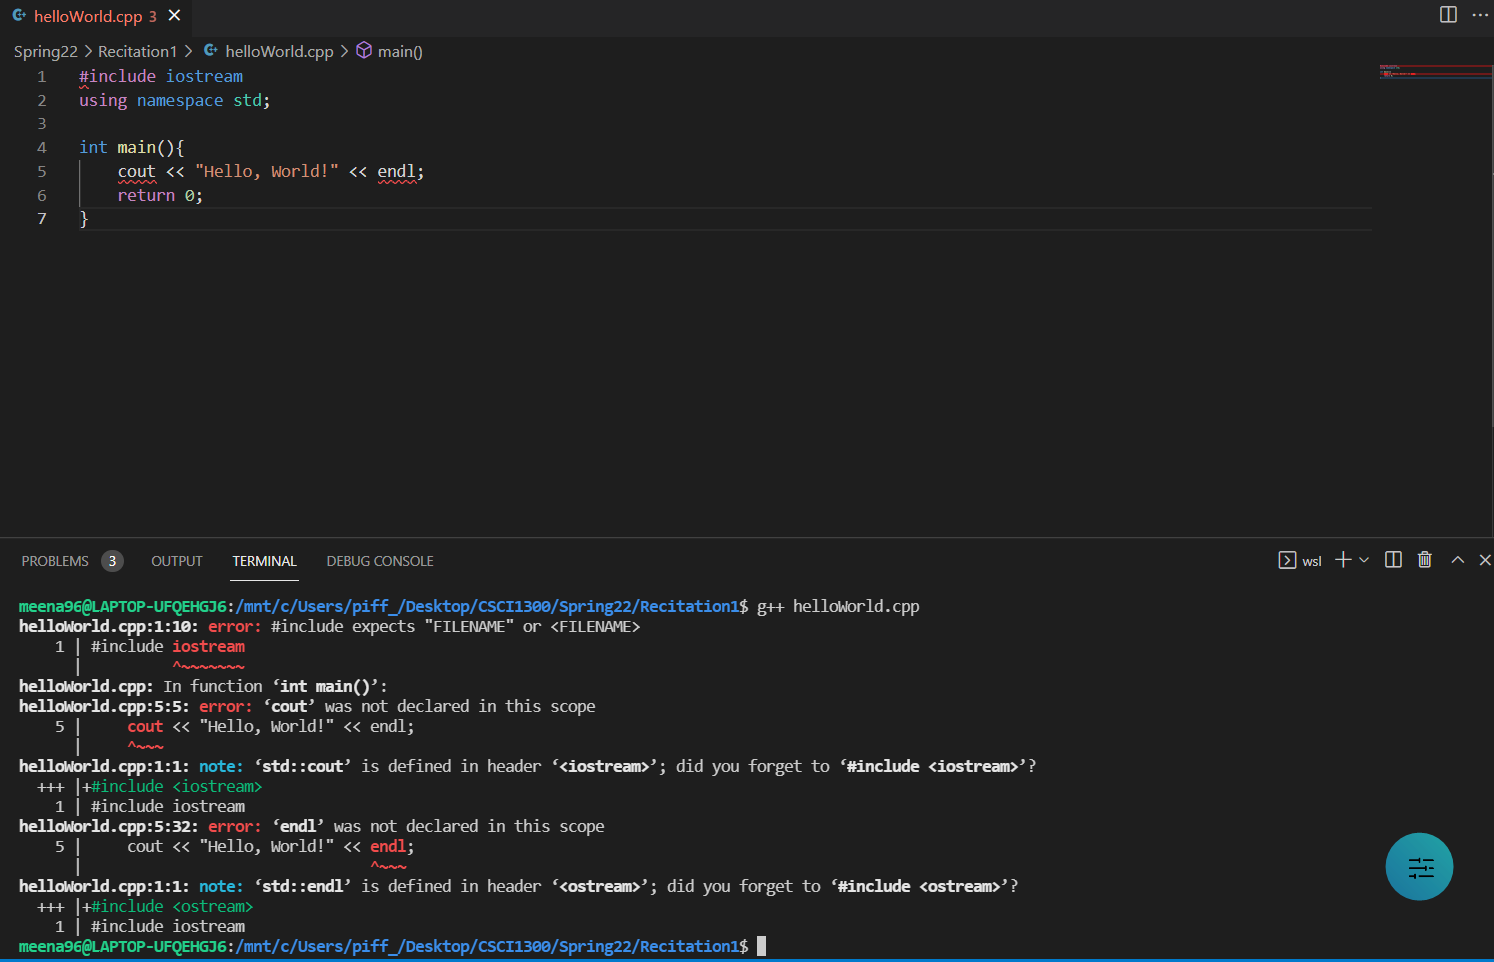 helloWorld.cpp 3
Spring22 > Recitation1 > helloWorld.cpp > main()
1 #include iostream
2 using namespace std;
3
4 int main(){
5 cout << "Hello, World!" << endl;
6 return 0;
7 }
PROBLEMS 3 OUTPUT TERMINAL DEBUG CONSOLE wsl
meena96@LAPTOP-UFQEHGJ6:/mnt/c/Users/piff_/Desktop/CSCI1300/Spring22/Recitation1$ g++ helloWorld.cpp
helloWorld.cpp:1:10: error: #include expects "FILENAME" or <FILENAME>
1 | #include iostream
| ^~~~~~~~
helloWorld.cpp: In function ‘int main()’:
helloWorld.cpp:5:5: error: ‘cout’ was not declared in this scope
5 | cout << "Hello, World!" << endl;
| ^~~~
helloWorld.cpp:1:1: note: ‘std::cout’ is defined in header ‘<iostream>’; did you forget to ‘#include <iostream>’?
+++ |+#include <iostream>
1 | #include iostream
helloWorld.cpp:5:32: error: ‘endl’ was not declared in this scope
5 | cout << "Hello, World!" << endl;
| ^~~~
helloWorld.cpp:1:1: note: ‘std::endl’ is defined in header ‘<ostream>’; did you forget to ‘#include <ostream>’?
+++ |+#include <ostream>
1 | #include iostream
meena96@LAPTOP-UFQEHGJ6:/mnt/c/Users/piff_/Desktop/CSCI1300/Spring22/Recitation1$